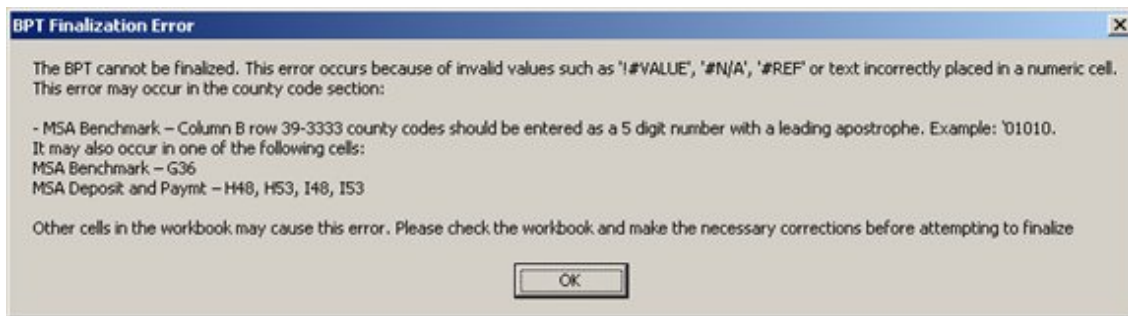 BPT Finalization Error
The BPT cannot be finalized. This error occurs because of invalid values such as '!#VALUE', '#N/A', '#REF' or text incorrectly placed in a numeric cell.
This error may occur in the county code section:
- MSA Benchmark – Column B row 39-3333 county codes should be entered as a 5 digit number with a leading apostrophe. Example: '01010.
It may also occur in one of the following cells:
MSA Benchmark – G36
MSA Deposit and Paymt – H48, H53, I48, I53
Other cells in the workbook may cause this error. Please check the workbook and make the necessary corrections before attempting to finalize
OK